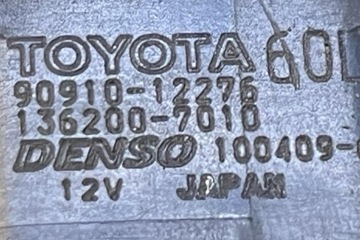 TOYOTA 60
90910-12276
136200-7010
DENSO 100409-
12V JAPAN